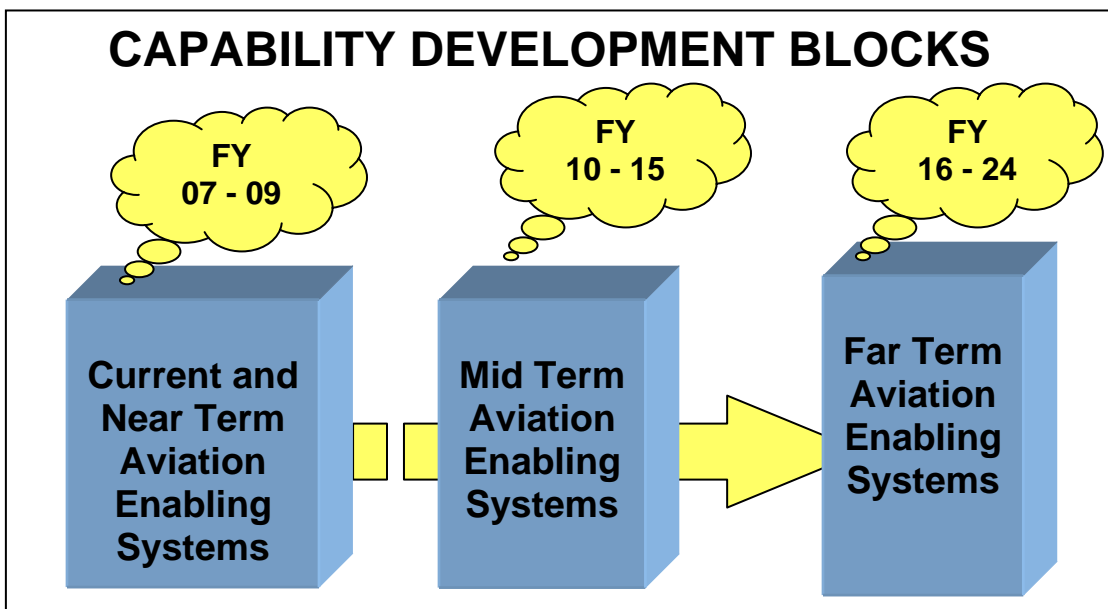 CAPABILITY DEVELOPMENT BLOCKS
FY
07 - 09
FY
10 - 15
FY
16 - 24
Current and
Near Term
Aviation
Enabling
Systems
Mid Term
Aviation
Enabling
Systems
Far Term
Aviation
Enabling
Systems